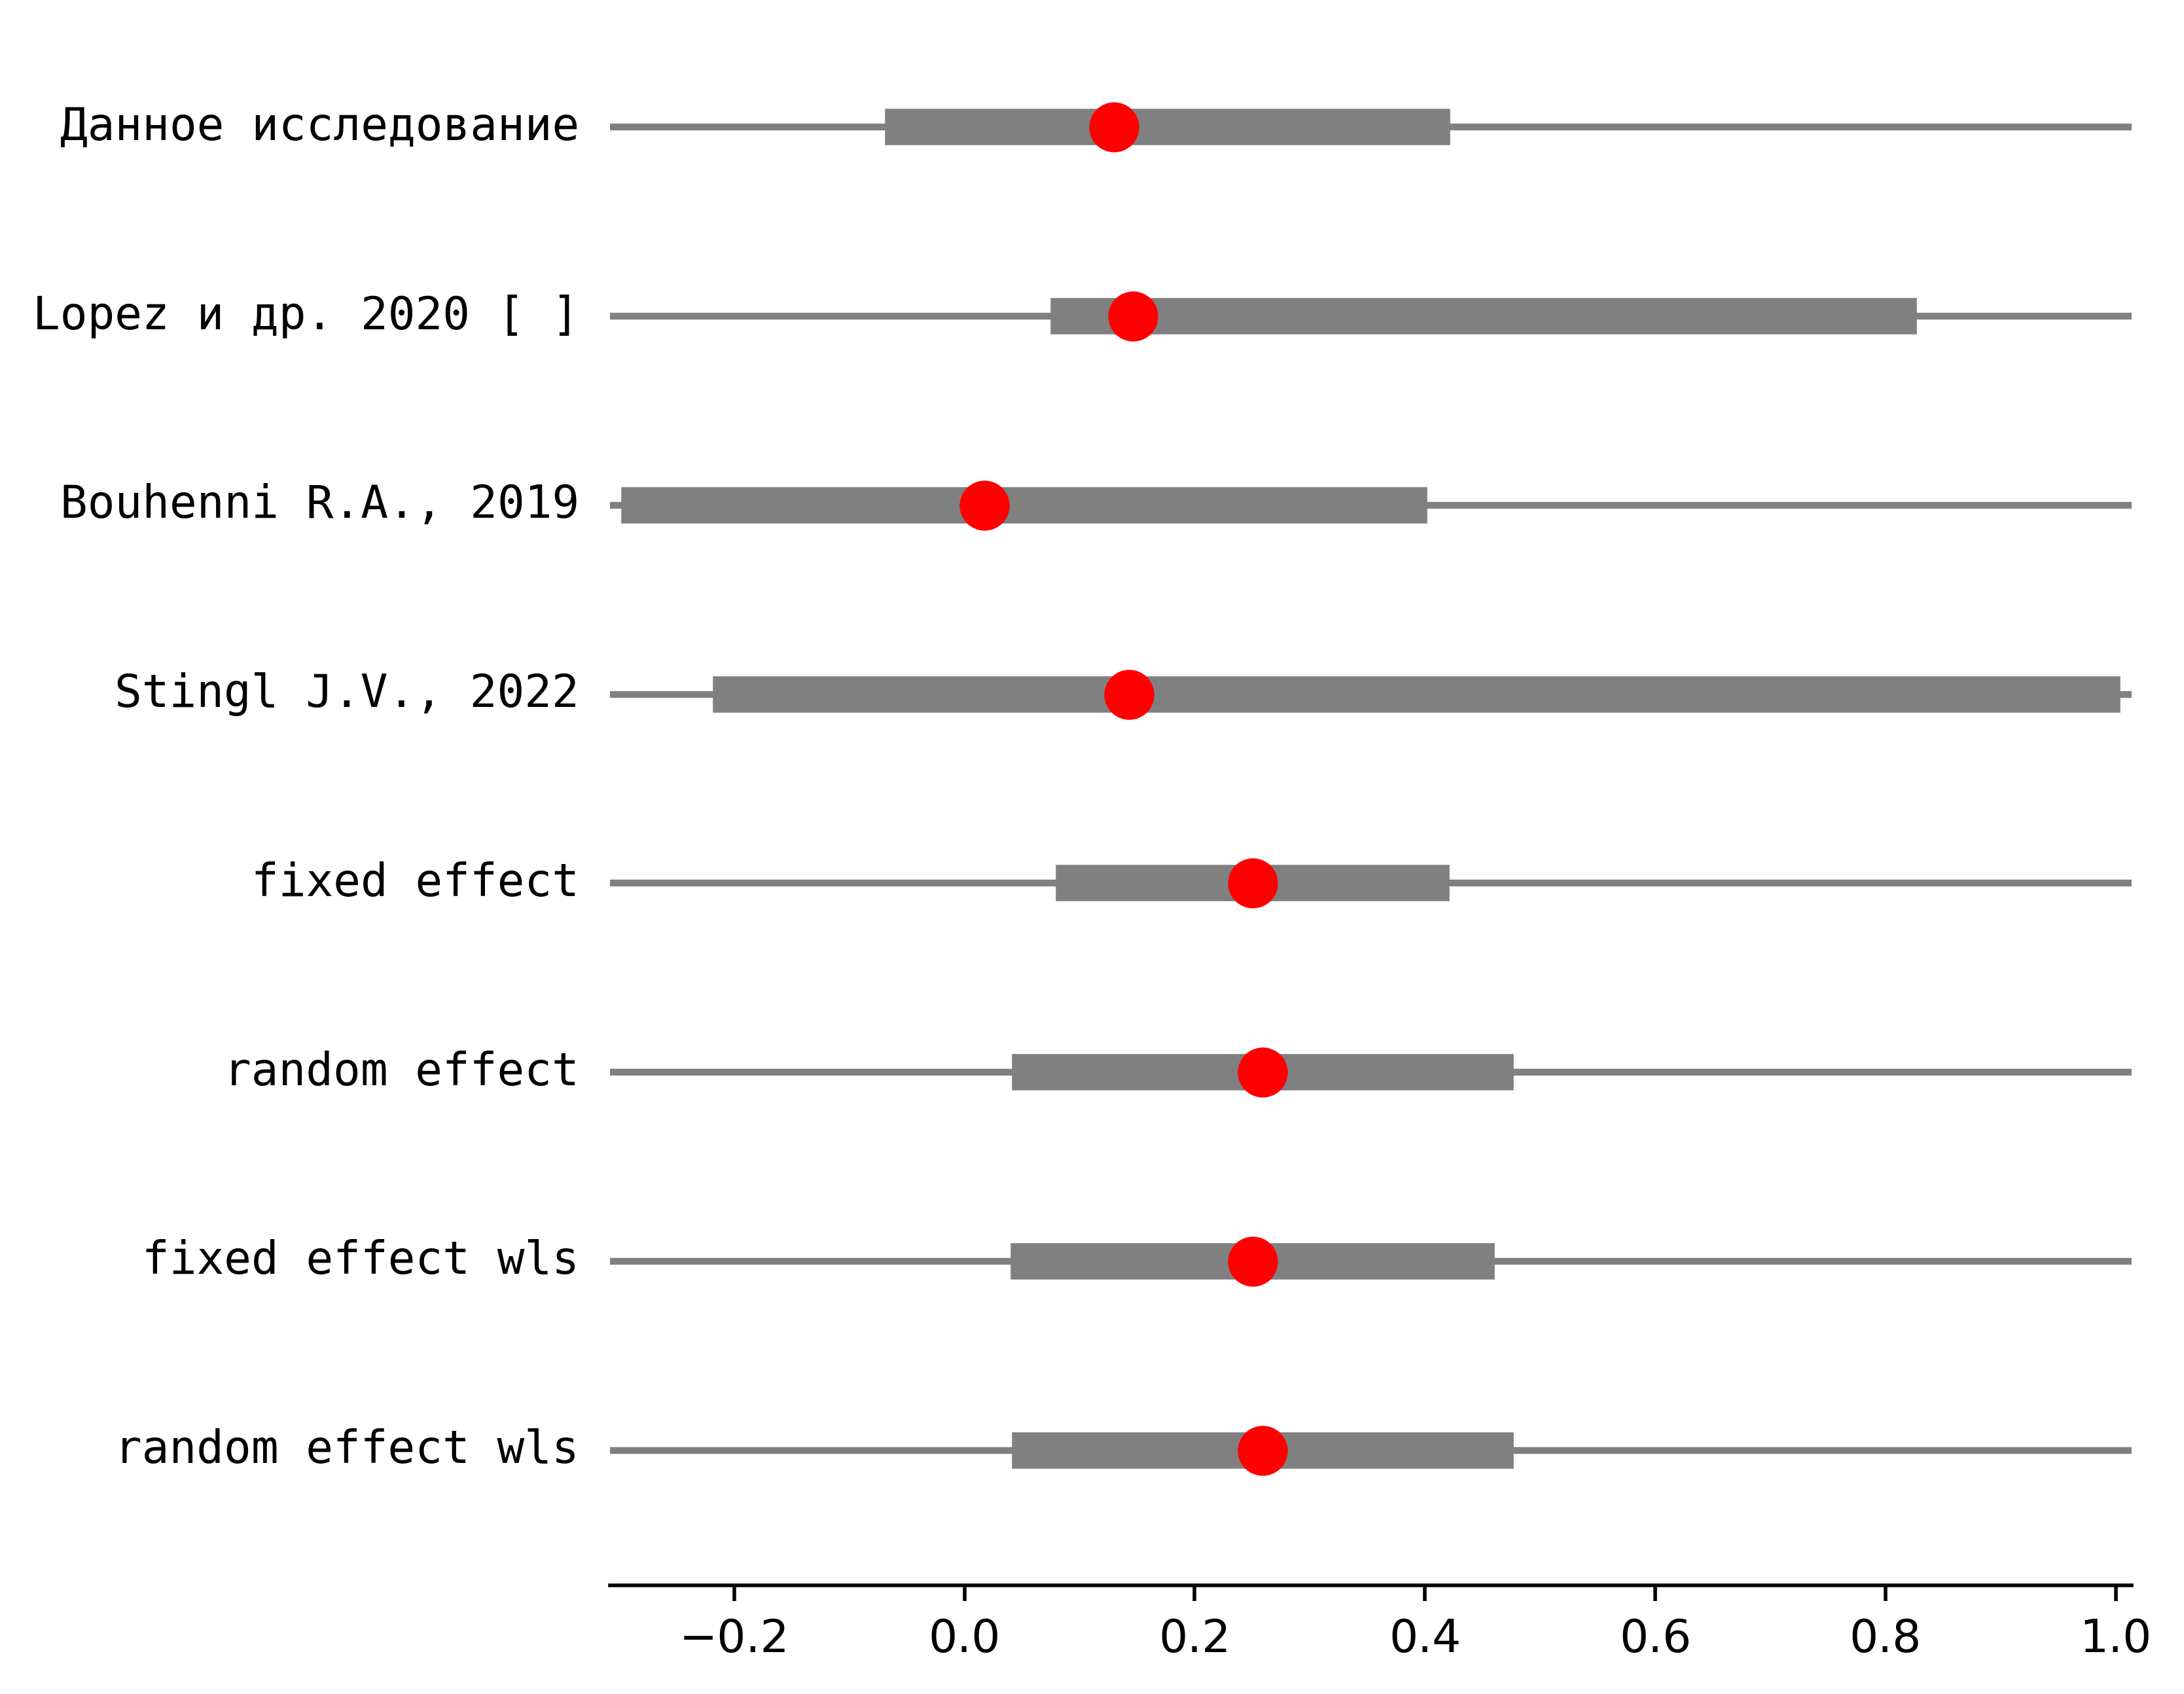 Данное исследование
Lopez и др. 2020 [ ]
Bouhenni R.A., 2019
Stingl J.V., 2022
fixed effect
random effect
fixed effect wls
random effect wls
−0.2 0.0 0.2 0.4 0.6 0.8 1.0